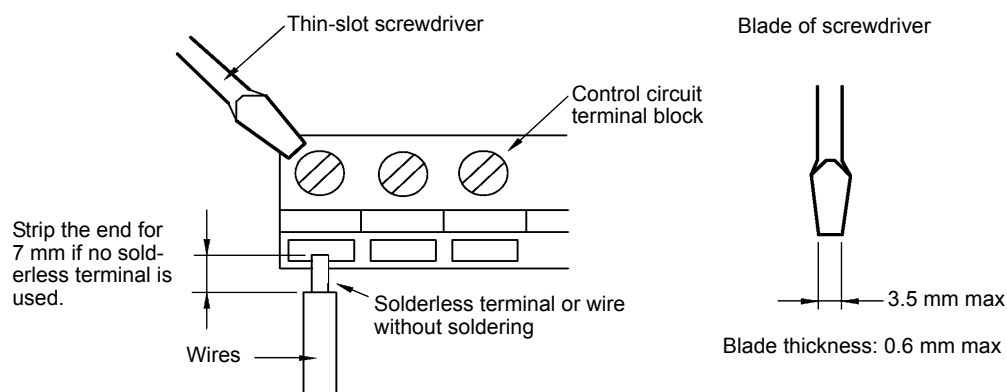 Thin-slot screwdriver
Blade of screwdriver
Control circuit
terminal block
Strip the end for
7 mm if no sold-
erless terminal is
used.
Solderless terminal or wire
without soldering
Wires
3.5 mm max
Blade thickness: 0.6 mm max